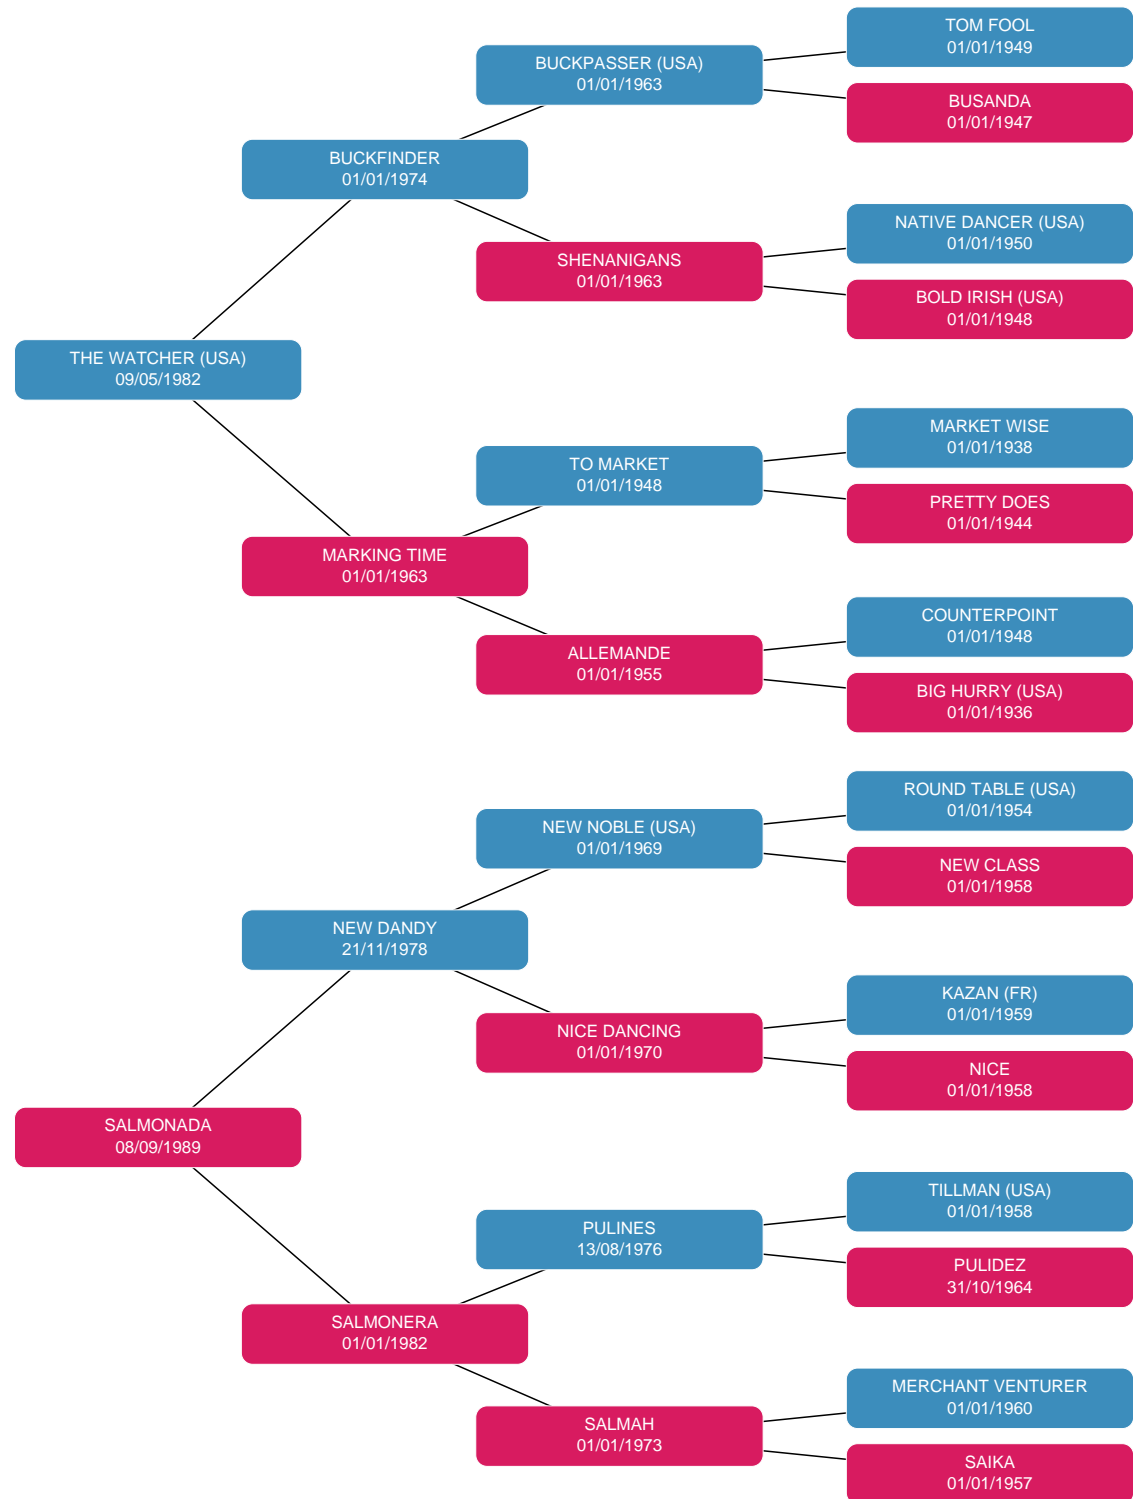 TOM FOOL
01/01/1949
BUCKPASSER (USA)
01/01/1963
BUSANDA
01/01/1947
BUCKFINDER
01/01/1974
NATIVE DANCER (USA)
01/01/1950
SHENANIGANS
01/01/1963
BOLD IRISH (USA)
01/01/1948
THE WATCHER (USA)
09/05/1982
MARKET WISE
01/01/1938
TO MARKET
01/01/1948
PRETTY DOES
01/01/1944
MARKING TIME
01/01/1963
COUNTERPOINT
01/01/1948
ALLEMANDE
01/01/1955
BIG HURRY (USA)
01/01/1936
ROUND TABLE (USA)
01/01/1954
NEW NOBLE (USA)
01/01/1969
NEW CLASS
01/01/1958
NEW DANDY
21/11/1978
KAZAN (FR)
01/01/1959
NICE DANCING
01/01/1970
NICE
01/01/1958
SALMONADA
08/09/1989
TILLMAN (USA)
01/01/1958
PULINES
13/08/1976
PULIDEZ
31/10/1964
SALMONERA
01/01/1982
MERCHANT VENTURER
01/01/1960
SALMAH
01/01/1973
SAIKA
01/01/1957